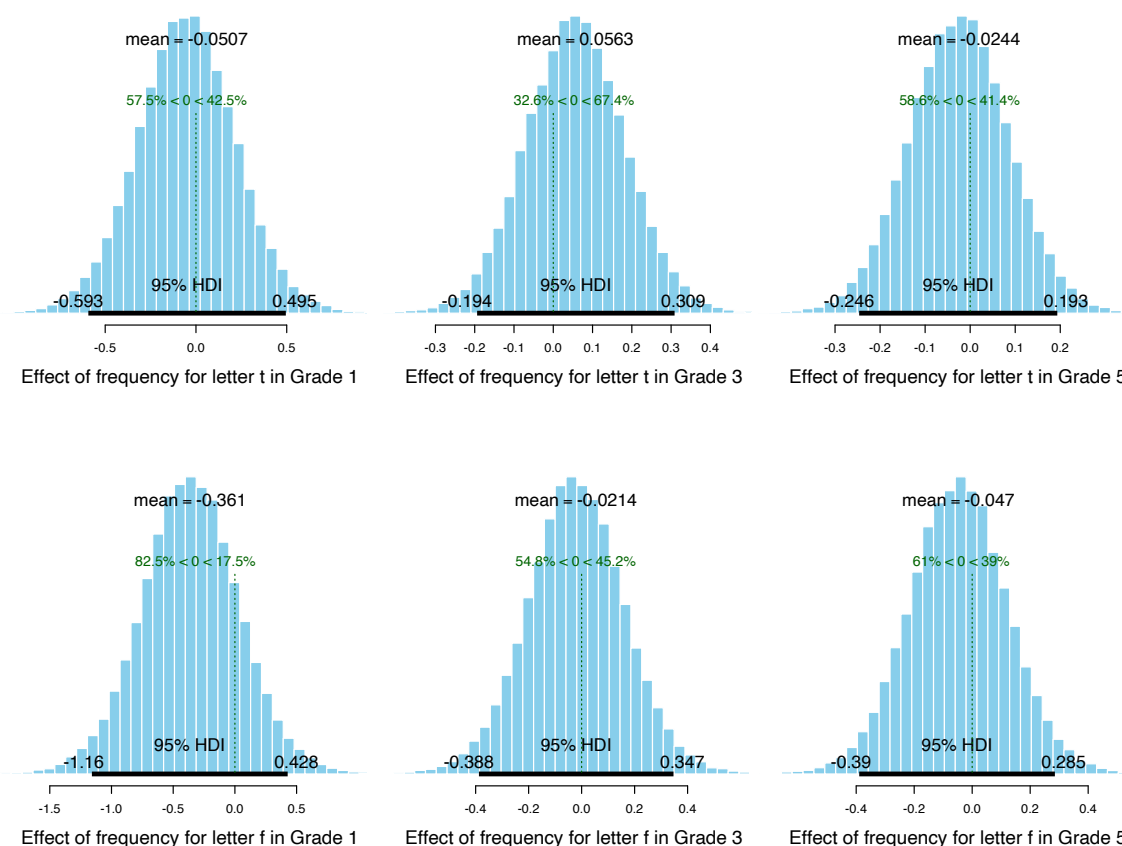 mean = -0.0507
57.5% < 0 < 42.5%
95% HDI
-0.593 0.495
-0.5 0.0 0.5
Effect of frequency for letter t in Grade 1
mean = 0.0563
32.6% < 0 < 67.4%
95% HDI
-0.194 0.309
-0.3 -0.2 -0.1 0.0 0.1 0.2 0.3 0.4
Effect of frequency for letter t in Grade 3
mean = -0.0244
58.6% < 0 < 41.4%
95% HDI
-0.246 0.193
-0.3 -0.2 -0.1 0.0 0.1 0.2
Effect of frequency for letter t in Grade 5
mean = -0.361
82.5% < 0 < 17.5%
95% HDI
-1.16 0.428
-1.5 -1.0 -0.5 0.0 0.5
Effect of frequency for letter f in Grade 1
mean = -0.0214
54.8% < 0 < 45.2%
95% HDI
-0.388 0.347
-0.4 -0.2 0.0 0.2 0.4
Effect of frequency for letter f in Grade 3
mean = -0.047
61% < 0 < 39%
95% HDI
-0.39 0.285
-0.4 -0.2 0.0 0.2 0.4
Effect of frequency for letter f in Grade 5